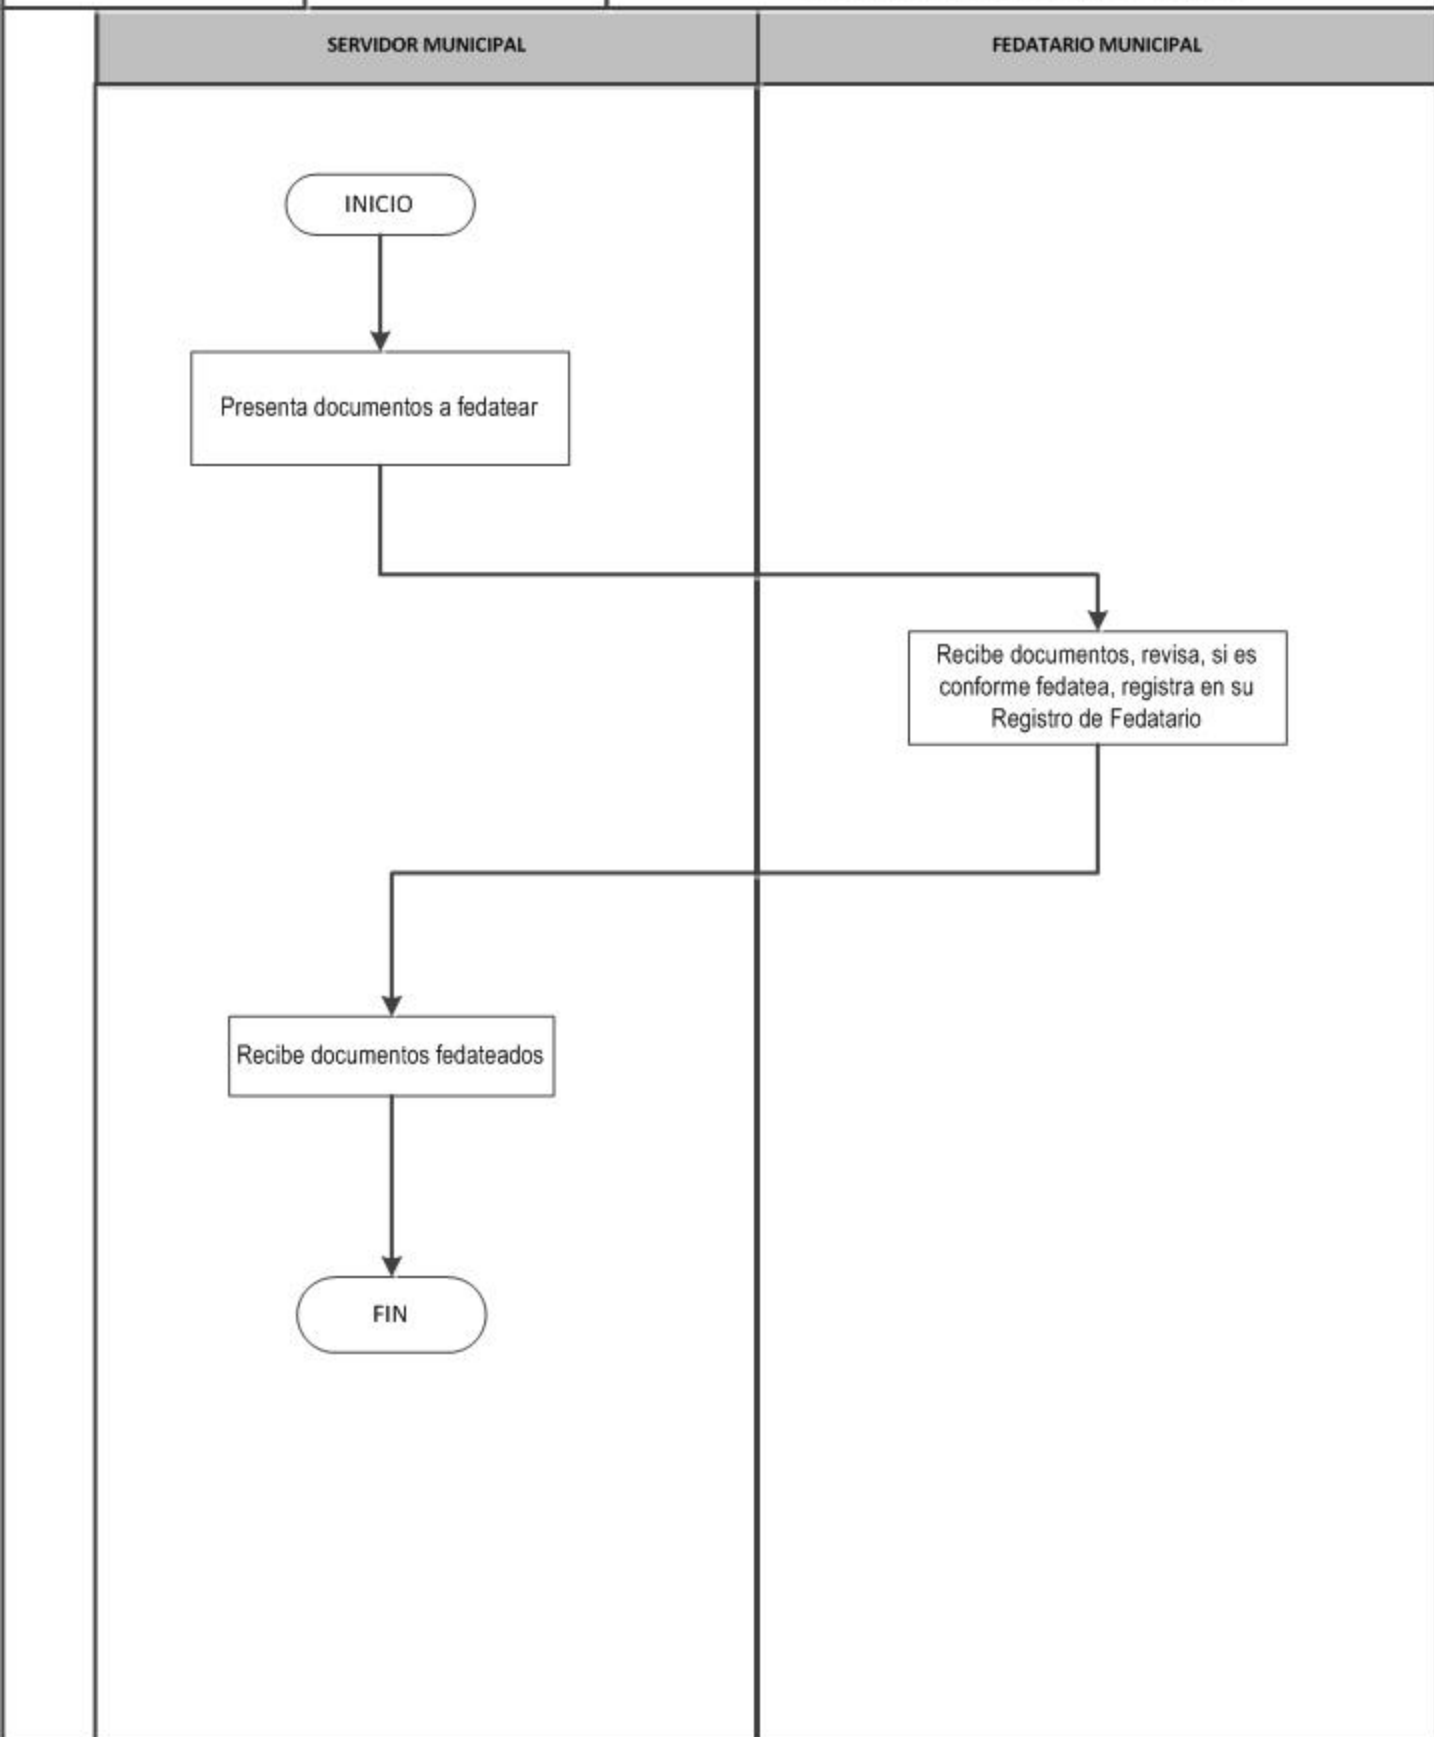 SERVIDOR MUNICIPAL
FEDATARIO MUNICIPAL
INICIO
Presenta documentos a fedatear
Recibe documentos, revisa, si es
conforme fedatea, registra en su
Registro de Fedatario
Recibe documentos fedateados
FIN